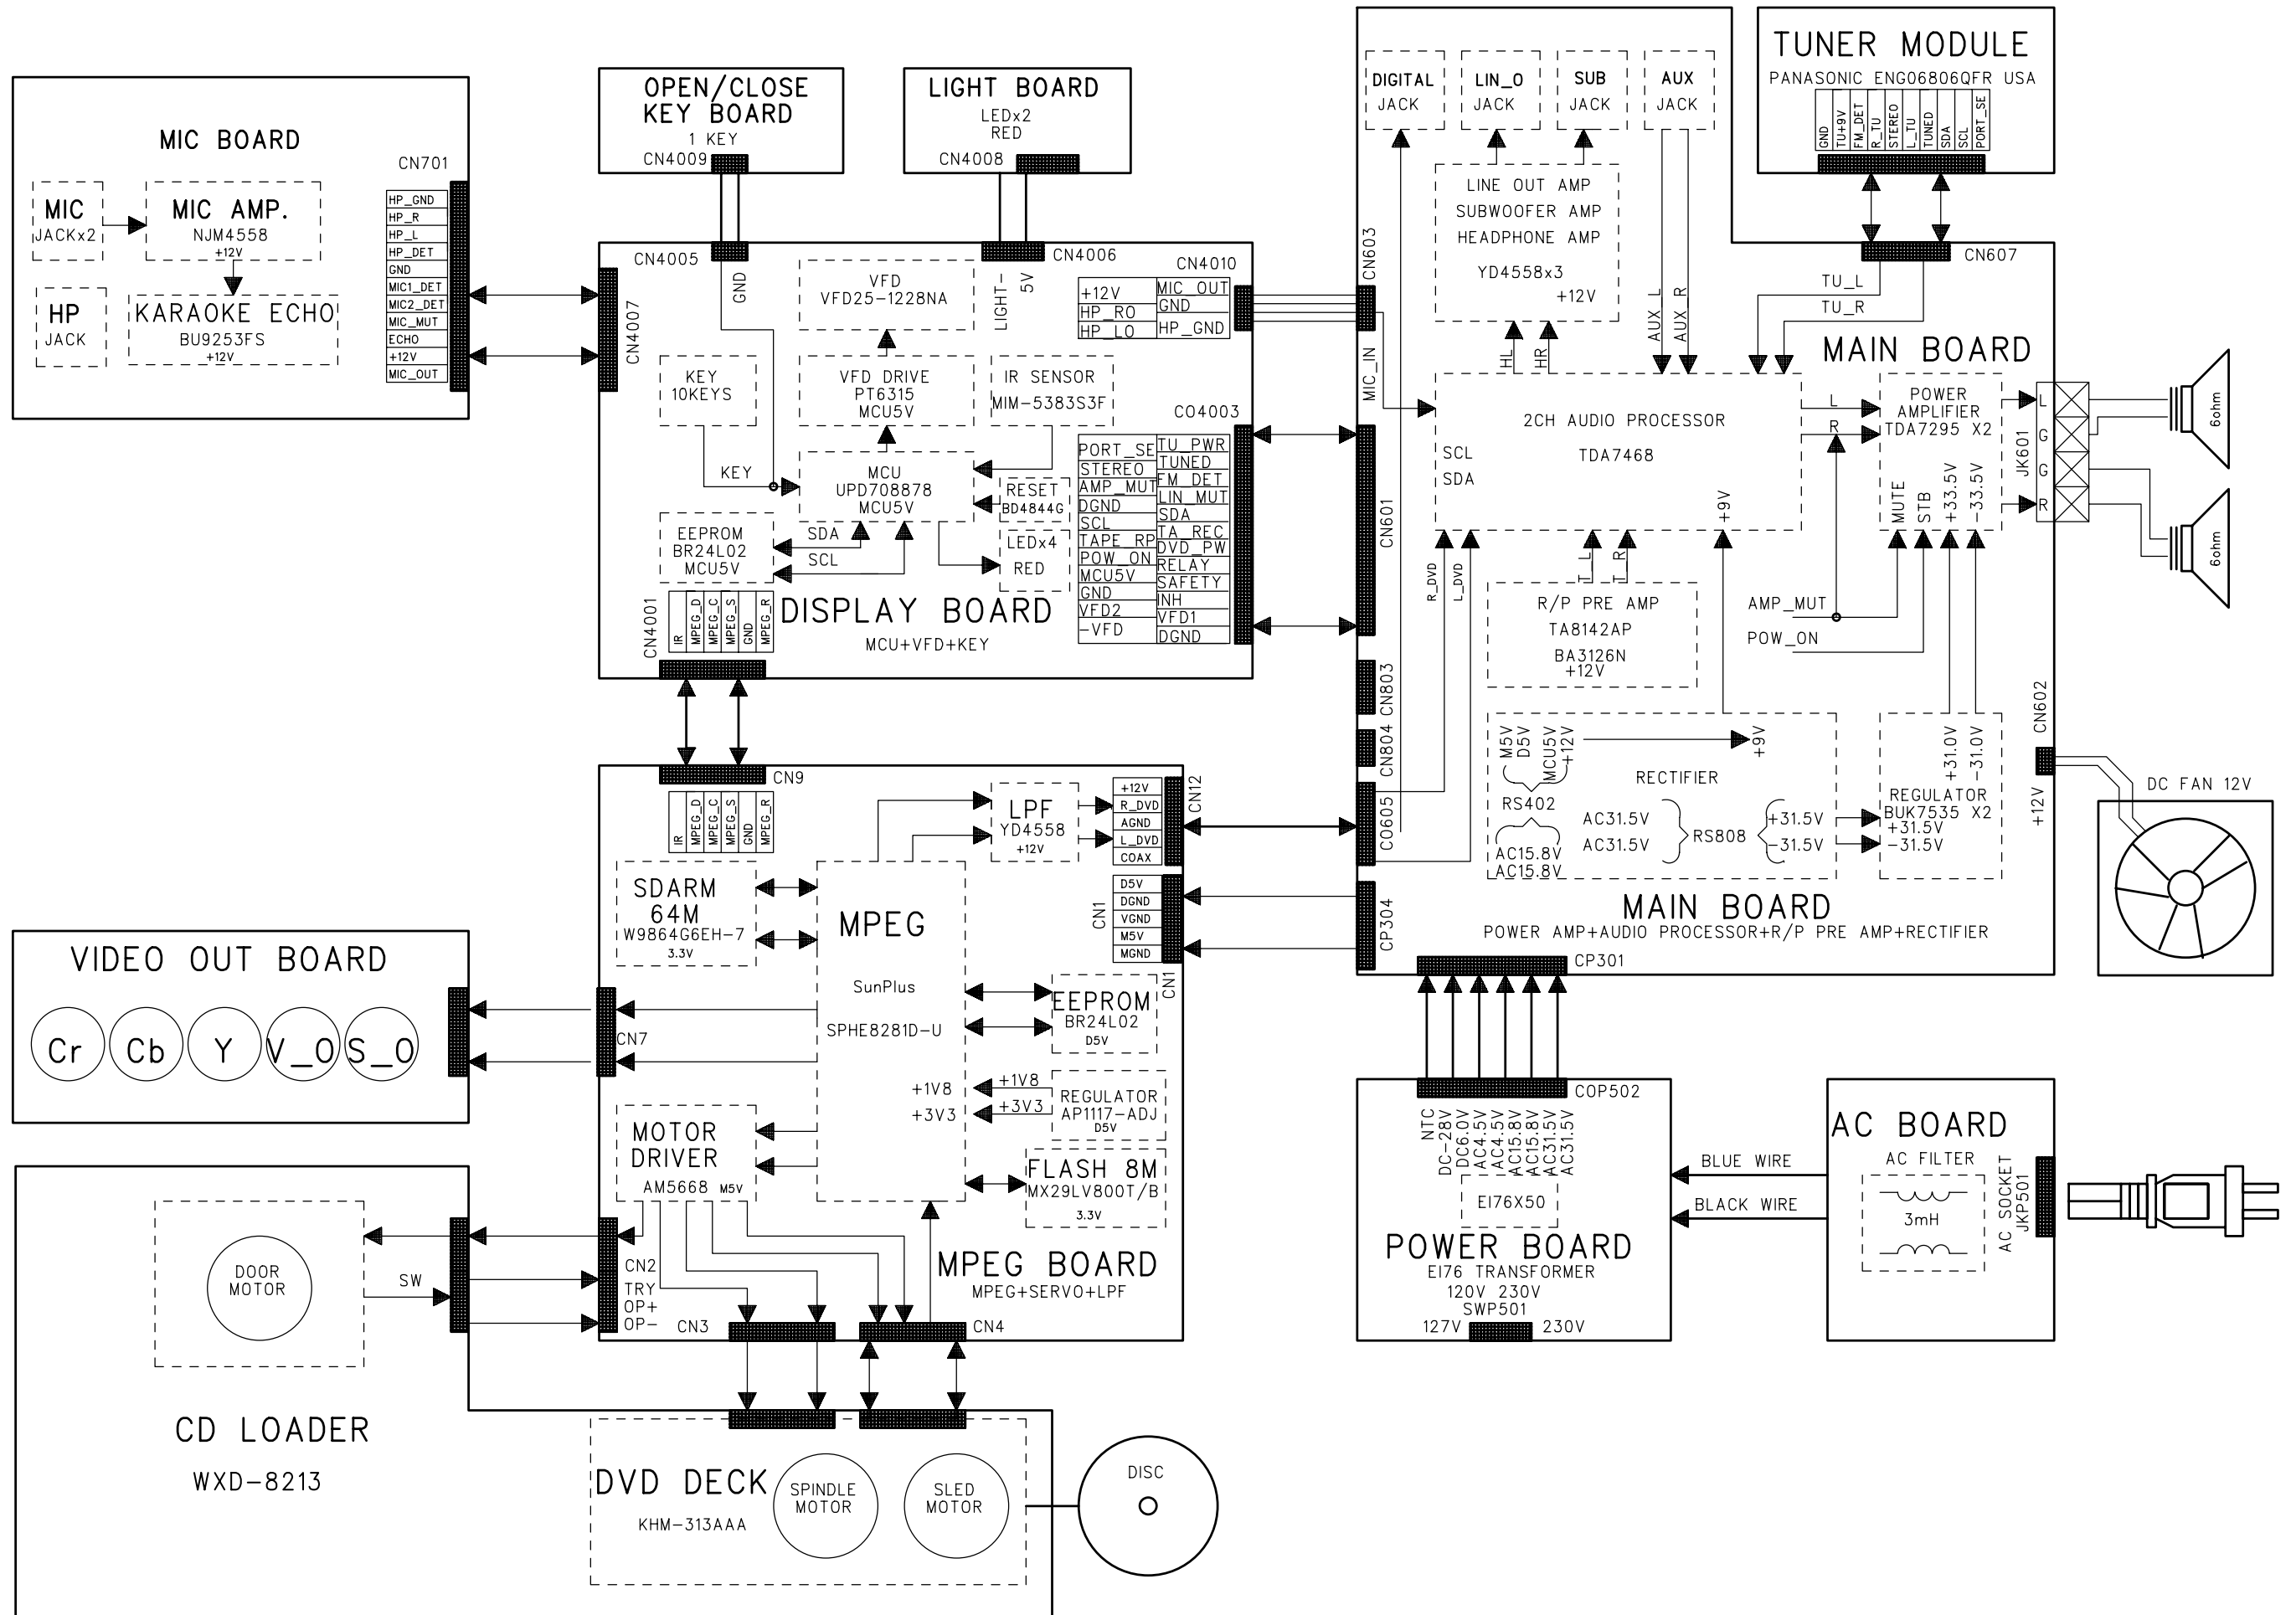 MIC BOARD
CN701
MIC
JACKx2
MIC AMP.
NJM4558
+12V
HP
JACK
KARAOKE ECHO
BU9253FS
+12V
HP_GND
HP_R
HP_L
HP_DET
GND
MIC1_DET
MIC2_DET
MIC_MUT
ECHO
+12V
MIC_OUT
OPEN/CLOSE
KEY BOARD
1 KEY
CN4009
LIGHT BOARD
LEDx2
RED
CN4008
CN4005
CN4006
CN4007
GND
LIGHT-
5V
VFD
VFD25-1228NA
CN4010
+12V
HP_RO
HP_LO
MIC_OUT
GND
HP_GND
KEY
10KEYS
VFD DRIVE
PT6315
MCU5V
IR SENSOR
MIM-5383S3F
CO4003
KEY
MCU
UPD708878
MCU5V
RESET
BD4844G
EEPROM
BR24L02
MCU5V
SDA
SCL
LEDx4
RED
PORT_SE
STEREO
AMP_MUT
DGND
SCL
TAPE_RP
POW_ON
MCU5V
GND
VFD2
-VFD
TU_PWR
TUNED
FM_DET
LIN_MUT
SDA
TA_REC
DVD_PW
RELAY
SAFETY
INH
VFD1
DGND
CN4001
IR
MPEG_D
MPEG_C
MPEG_S
GND
MPEG_R
DISPLAY BOARD
MCU+VFD+KEY
DIGITAL
JACK
LIN_O
JACK
SUB
JACK
AUX
JACK
TUNER MODULE
PANASONIC ENG06806QFR USA
GND
TU+9V
FM_DET
R_TU
STEREO
L_TU
TUNED
SDA
SCL
PORT_SE
LINE OUT AMP
SUBWOOFER AMP
HEADPHONE AMP
YD4558x3
+12V
CN603
CN607
TU_L
TU_R
AUX_L
AUX_R
HL
HR
MIC_IN
MAIN BOARD
2CH AUDIO PROCESSOR
TDA7468
SCL
SDA
+9V
L
R
POWER
AMPLIFIER
TDA7295 X2
MUTE
STB
+33.5V
-33.5V
JK601
L
G
G
R
6ohm
6ohm
CN601
R_DVD
L_DVD
T_L
T_R
R/P PRE AMP
TA8142AP
BA3126N
+12V
AMP_MUT
POW_ON
CN803
CN804
CO605
CP304
CN602
+12V
DC FAN 12V
M5V
D5V
MCU5V
+12V
+9V
RS402
AC15.8V
AC15.8V
RECTIFIER
AC31.5V
AC31.5V
RS808
+31.5V
-31.5V
+31.0V
-31.0V
REGULATOR
BUK7535 X2
+31.5V
-31.5V
MAIN BOARD
POWER AMP+AUDIO PROCESSOR+R/P PRE AMP+RECTIFIER
CP301
CN9
IR
MPEG_D
MPEG_C
MPEG_S
GND
MPEG_R
LPF
YD4558
+12V
CN12
+12V
R_DVD
AGND
L_DVD
COAX
CN1
D5V
DGND
VGND
M5V
MGND
CN1
SDARM
64M
W9864G6EH-7
3.3V
MPEG
SunPlus
SPHE8281D-U
+1V8
+3V3
EEPROM
BR24L02
D5V
+1V8
+3V3
REGULATOR
AP1117-ADJ
D5V
FLASH 8M
MX29LV800T/B
3.3V
CN7
MOTOR
DRIVER
AM5668 M5V
MPEG BOARD
MPEG+SERVO+LPF
CN2
TRY
OP+
OP-
CN3
CN4
VIDEO OUT BOARD
Cr
Cb
Y
V_O
S_O
DOOR
MOTOR
SW
CD LOADER
WXD-8213
DVD DECK
KHM-313AAA
SPINDLE
MOTOR
SLED
MOTOR
DISC
COP502
NTC
DC-28V
DC6.0V
AC4.5V
AC4.5V
AC15.8V
AC15.8V
AC31.5V
AC31.5V
EI76X50
POWER BOARD
EI76 TRANSFORMER
120V 230V
SWP501
127V
230V
BLUE WIRE
BLACK WIRE
AC BOARD
AC FILTER
3mH
AC SOCKET
JKP501